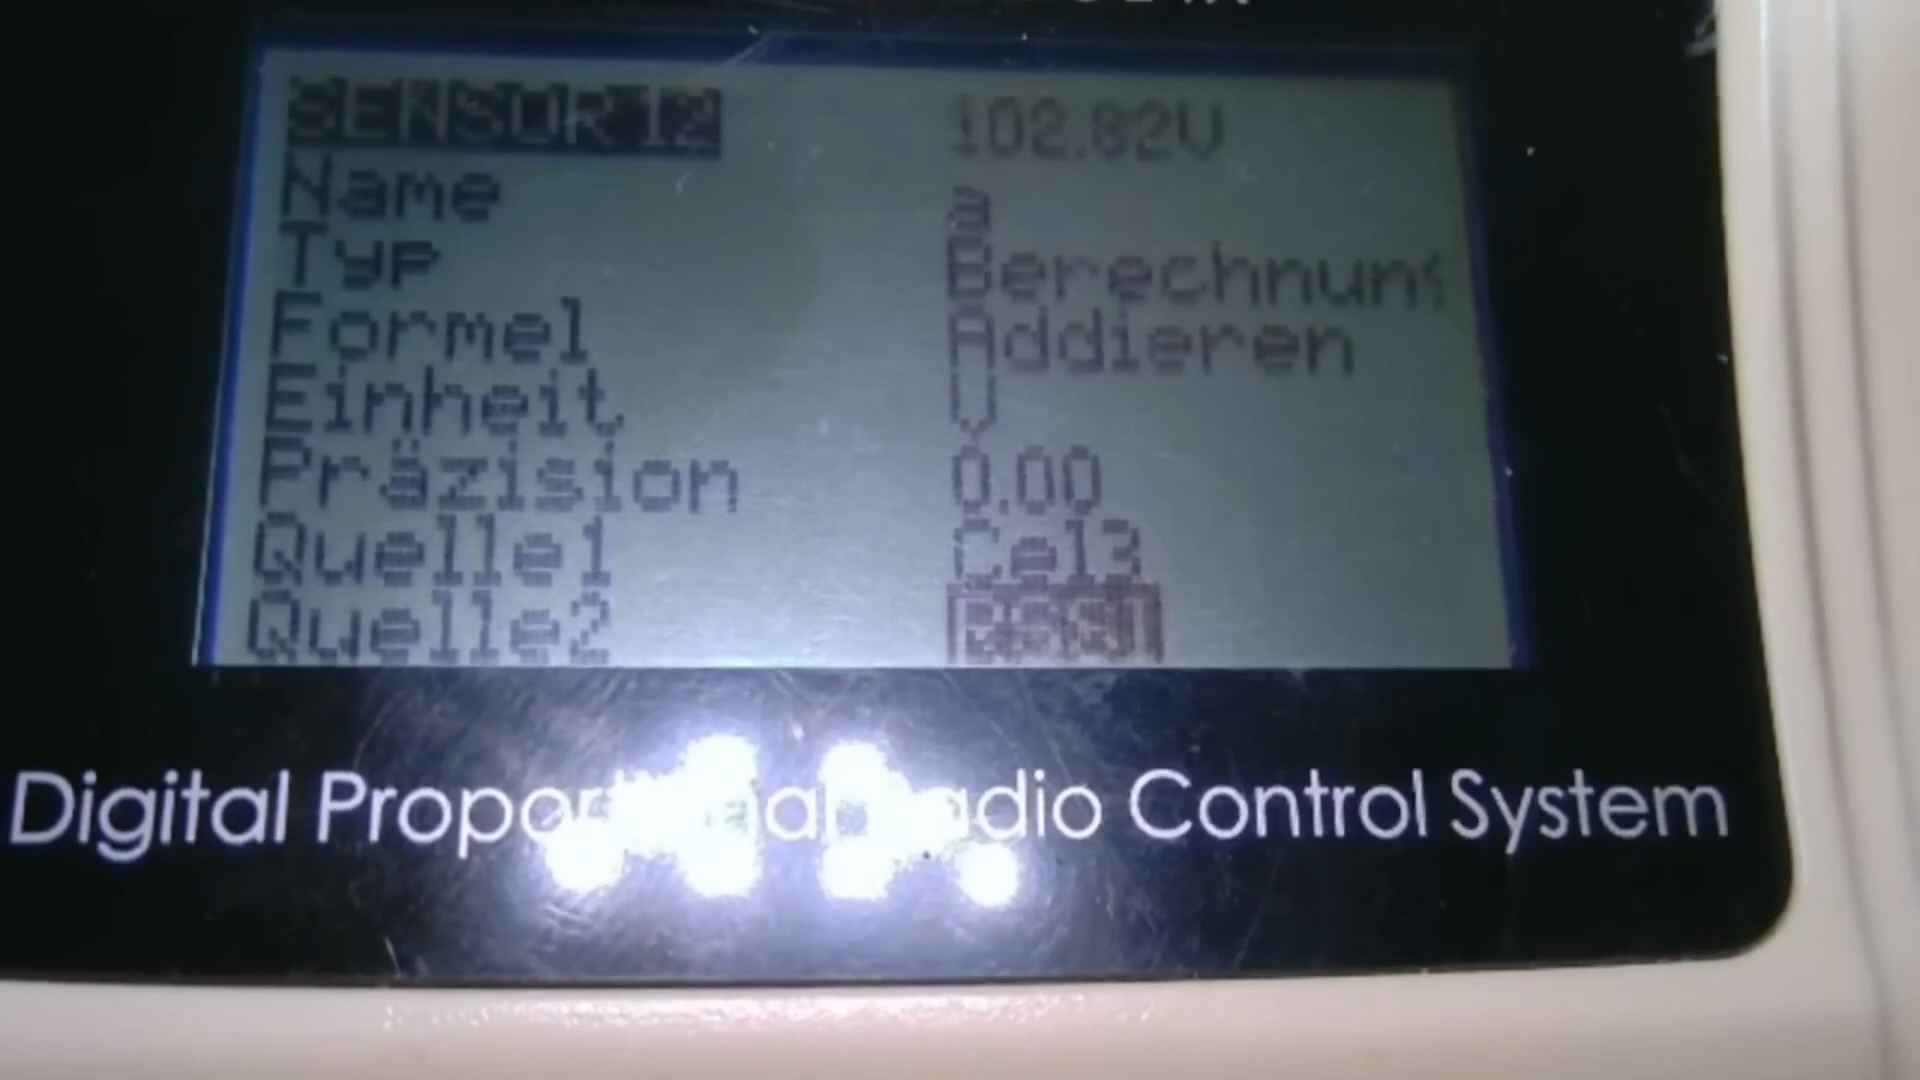 SENSOR12 102.82V
Name a
Typ Berechnung
Formel Addieren
Einheit V
Präzision 0.00
Quelle1 Cel3
Quelle2
Digital Proportional Radio Control System